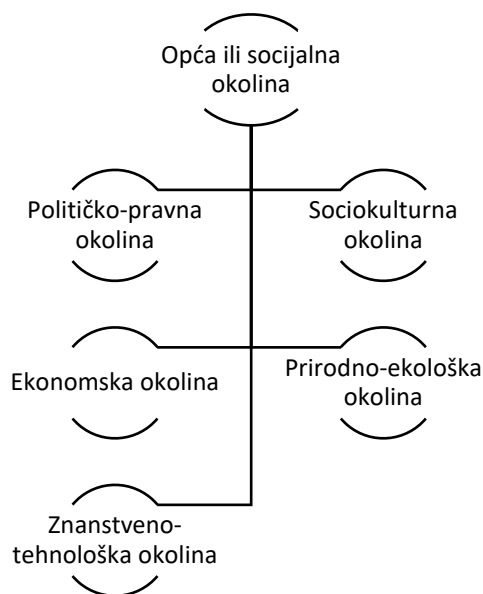 Opća ili socijalna
okolina
Političko-pravna
okolina
Sociokulturna
okolina
Ekonomska okolina
Prirodno-ekološka
okolina
Znanstveno-
tehnološka okolina